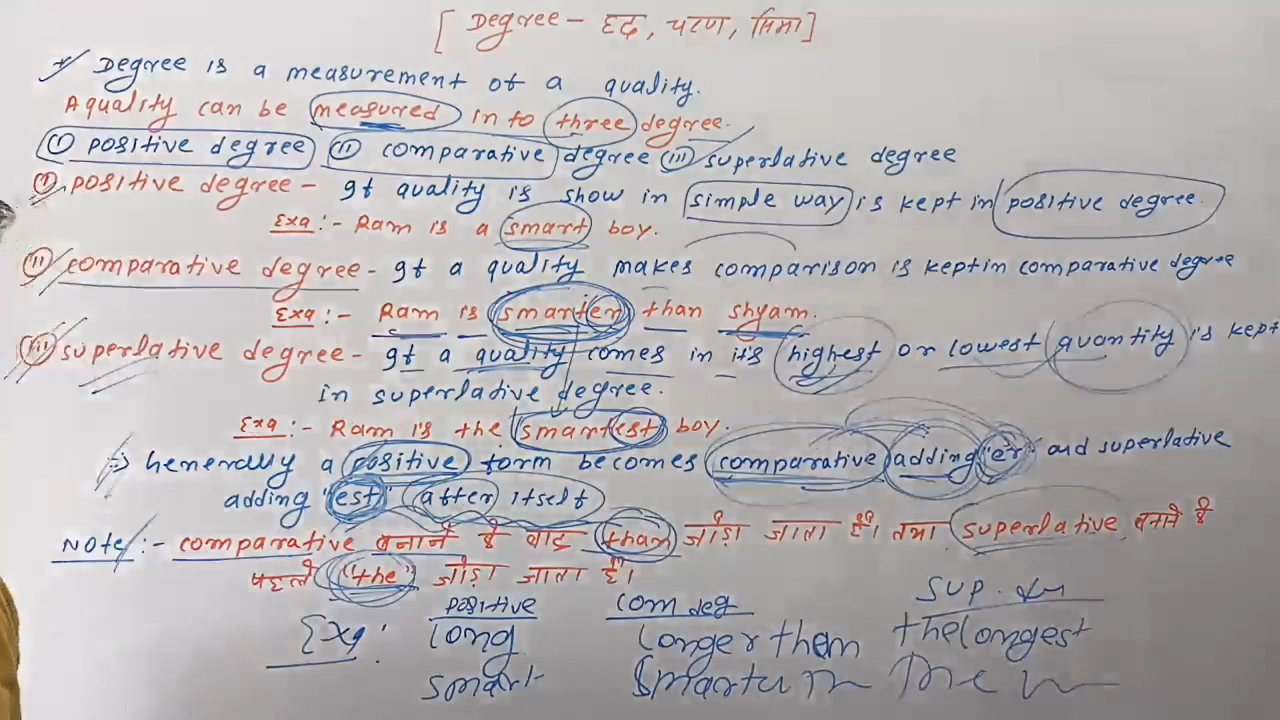 [ Degree - हद, चरण, सिमा ]
Degree is a measurement of a quality.
A quality can be measured in to three degree.
(i) positive degree (ii) comparative degree (iii) superlative degree
(i) positive degree - gt quality is show in simple way is kept in positive degree.
Exa :- Ram is a smart boy.
(ii) comparative degree - gt a quality makes comparison is kept in comparative degree
Exa :- Ram is smarter than shyam.
(iii) superlative degree - gt a quality comes in it's highest or lowest quantity is kept
in superlative degree.
Exa :- Ram is the smartest boy.
=> Generally a positive form becomes comparative adding 'er' and superlative
adding "est" after itself
Note :- comparative बनाने के बाद than जोड़ा जाता है। तथा superlative बनाने के
पहले "the" जोड़ा जाता है।
positive com deg sup.
Exa: long longer than the longest
smart smarter the